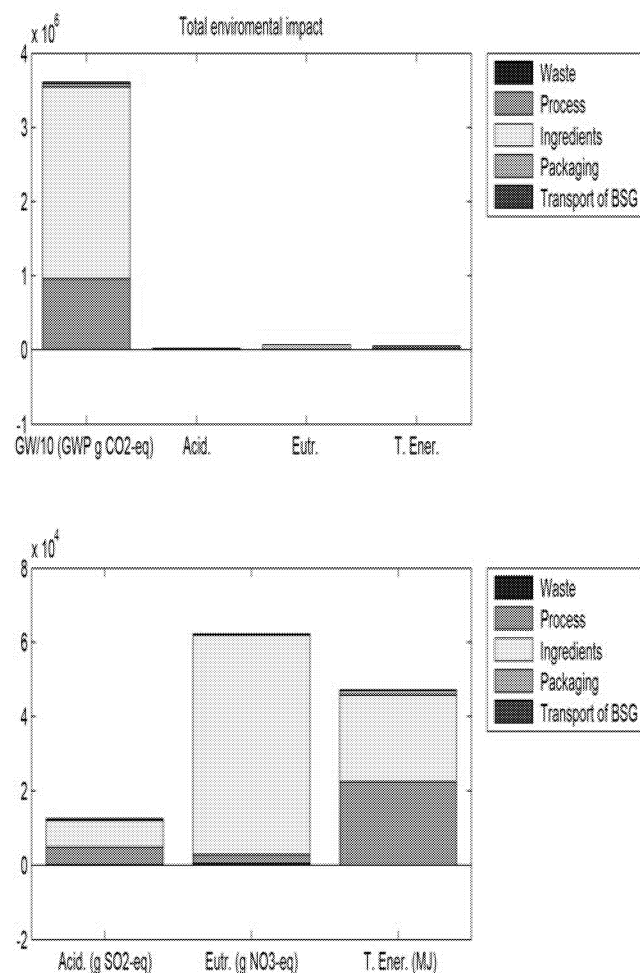 x 10^6
Total enviromental impact
4
3
2
1
0
-1
GW/10 (GWP g CO2-eq)
Acid.
Eutr.
T. Ener.
Waste
Process
Ingredients
Packaging
Transport of BSG
x 10^4
8
6
4
2
0
-2
Acid. (g SO2-eq)
Eutr. (g NO3-eq)
T. Ener. (MJ)
Waste
Process
Ingredients
Packaging
Transport of BSG